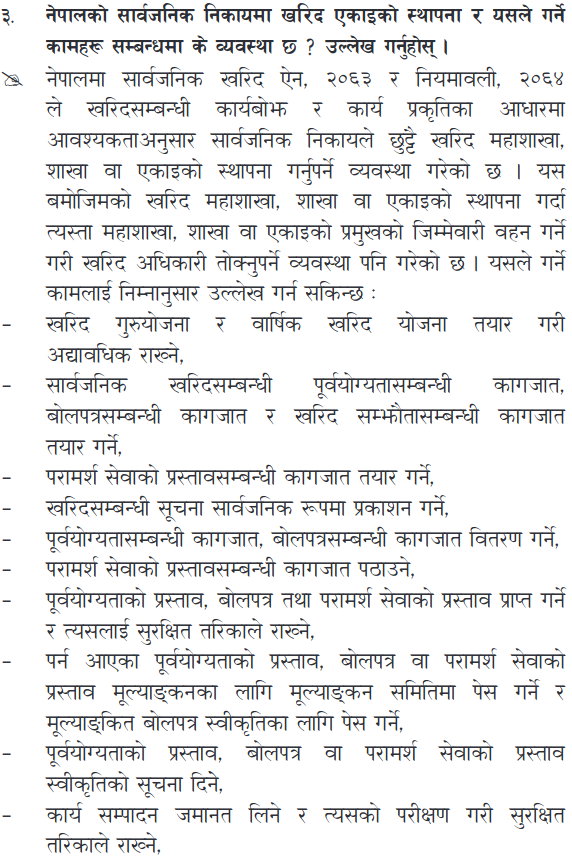 ३. नेपालको सार्वजनिक निकायमा खरिद एकाइको स्थापना र यसले गर्ने
कामहरू सम्बन्धमा के व्यवस्था छ ? उल्लेख गर्नुहोस् ।
नेपालमा सार्वजनिक खरिद ऐन, २०६३ र नियमावली, २०६४
ले खरिदसम्बन्धी कार्यबोझ र कार्य प्रकृतिका आधारमा
आवश्यकताअनुसार सार्वजनिक निकायले छुट्टै खरिद महाशाखा,
शाखा वा एकाइको स्थापना गर्नुपर्ने व्यवस्था गरेको छ । यस
बमोजिमको खरिद महाशाखा, शाखा वा एकाइको स्थापना गर्दा
त्यस्ता महाशाखा, शाखा वा एकाइको प्रमुखको जिम्मेवारी वहन गर्ने
गरी खरिद अधिकारी तोक्नुपर्ने व्यवस्था पनि गरेको छ । यसले गर्ने
कामलाई निम्नानुसार उल्लेख गर्न सकिन्छ :
– खरिद गुरुयोजना र वार्षिक खरिद योजना तयार गरी
अद्यावधिक राख्ने,
– सार्वजनिक खरिदसम्बन्धी पूर्वयोग्यतासम्बन्धी कागजात,
बोलपत्रसम्बन्धी कागजात र खरिद सम्झौतासम्बन्धी कागजात
तयार गर्ने,
– परामर्श सेवाको प्रस्तावसम्बन्धी कागजात तयार गर्ने,
– खरिदसम्बन्धी सूचना सार्वजनिक रूपमा प्रकाशन गर्ने,
– पूर्वयोग्यतासम्बन्धी कागजात, बोलपत्रसम्बन्धी कागजात वितरण गर्ने,
– परामर्श सेवाको प्रस्तावसम्बन्धी कागजात पठाउने,
– पूर्वयोग्यताको प्रस्ताव, बोलपत्र तथा परामर्श सेवाको प्रस्ताव प्राप्त गर्ने
र त्यसलाई सुरक्षित तरिकाले राख्ने,
– पर्न आएका पूर्वयोग्यताको प्रस्ताव, बोलपत्र वा परामर्श सेवाको
प्रस्ताव मूल्याङ्कनका लागि मूल्याङ्कन समितिमा पेस गर्ने र
मूल्याङ्कित बोलपत्र स्वीकृतिका लागि पेस गर्ने,
– पूर्वयोग्यताको प्रस्ताव, बोलपत्र वा परामर्श सेवाको प्रस्ताव
स्वीकृतिको सूचना दिने,
– कार्य सम्पादन जमानत लिने र त्यसको परीक्षण गरी सुरक्षित
तरिकाले राख्ने,